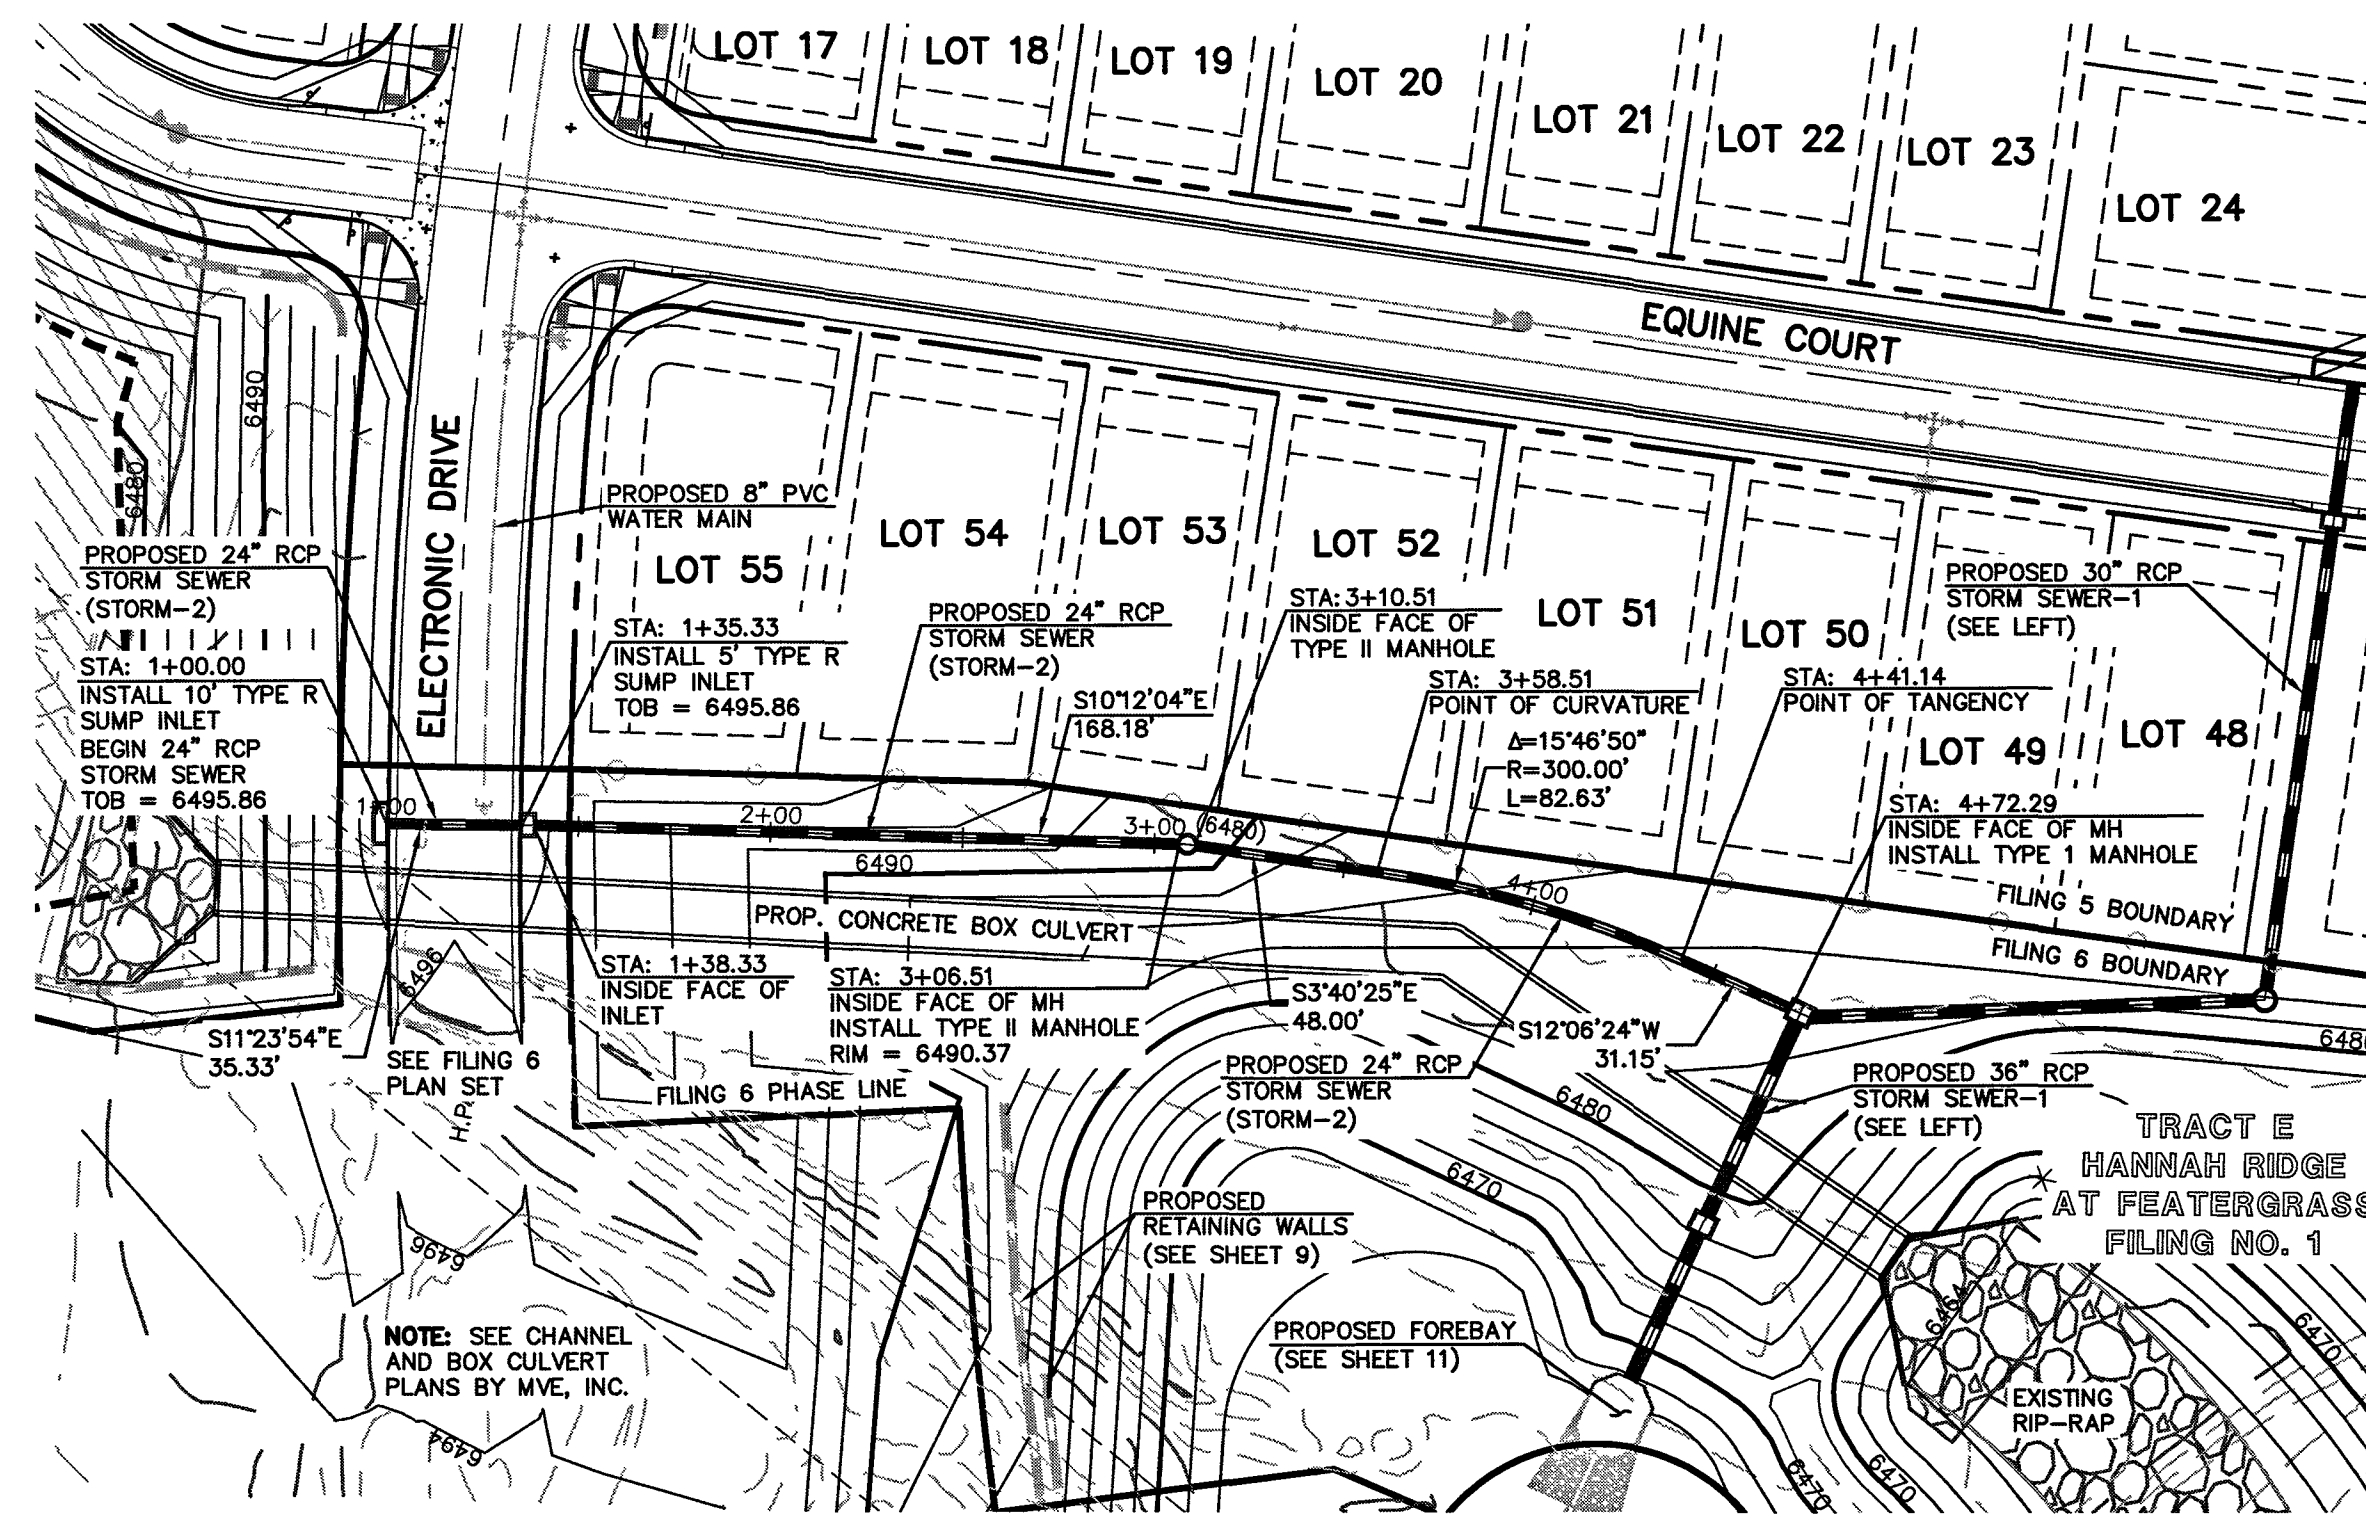 LOT 17
LOT 18
LOT 19
LOT 20
LOT 21
LOT 22
LOT 23
LOT 24
EQUINE COURT
6490
6480
ELECTRONIC DRIVE
PROPOSED 8" PVC
WATER MAIN
LOT 55
LOT 54
LOT 53
LOT 52
LOT 51
LOT 50
LOT 49
LOT 48
PROPOSED 24" RCP
STORM SEWER
(STORM-2)
STA: 1+00.00
INSTALL 10' TYPE R
SUMP INLET
BEGIN 24" RCP
STORM SEWER
TOB = 6495.86
STA: 1+35.33
INSTALL 5' TYPE R
SUMP INLET
TOB = 6495.86
PROPOSED 24" RCP
STORM SEWER
(STORM-2)
S10°12'04"E
168.18'
STA: 3+10.51
INSIDE FACE OF
TYPE II MANHOLE
STA: 3+58.51
POINT OF CURVATURE
Δ=15°46'50"
R=300.00'
L=82.63'
STA: 4+41.14
POINT OF TANGENCY
PROPOSED 30" RCP
STORM SEWER-1
(SEE LEFT)
STA: 4+72.29
INSIDE FACE OF MH
INSTALL TYPE 1 MANHOLE
1+00
2+00
3+00
(6480)
4+00
6490
FILING 5 BOUNDARY
FILING 6 BOUNDARY
PROP. CONCRETE BOX CULVERT
6496
S11°23'54"E
35.33'
SEE FILING 6
PLAN SET
H.P.
STA: 1+38.33
INSIDE FACE OF
INLET
STA: 3+06.51
INSIDE FACE OF MH
INSTALL TYPE II MANHOLE
RIM = 6490.37
FILING 6 PHASE LINE
S3°40'25"E
48.00'
S12°06'24"W
31.15'
PROPOSED 24" RCP
STORM SEWER
(STORM-2)
6480
6470
PROPOSED 36" RCP
STORM SEWER-1
(SEE LEFT)
TRACT E
HANNAH RIDGE
AT FEATERGRASS
FILING NO. 1
PROPOSED
RETAINING WALLS
(SEE SHEET 9)
PROPOSED FOREBAY
(SEE SHEET 11)
6496
NOTE: SEE CHANNEL
AND BOX CULVERT
PLANS BY MVE, INC.
6494
6464
6470
EXISTING
RIP-RAP
6470
6470